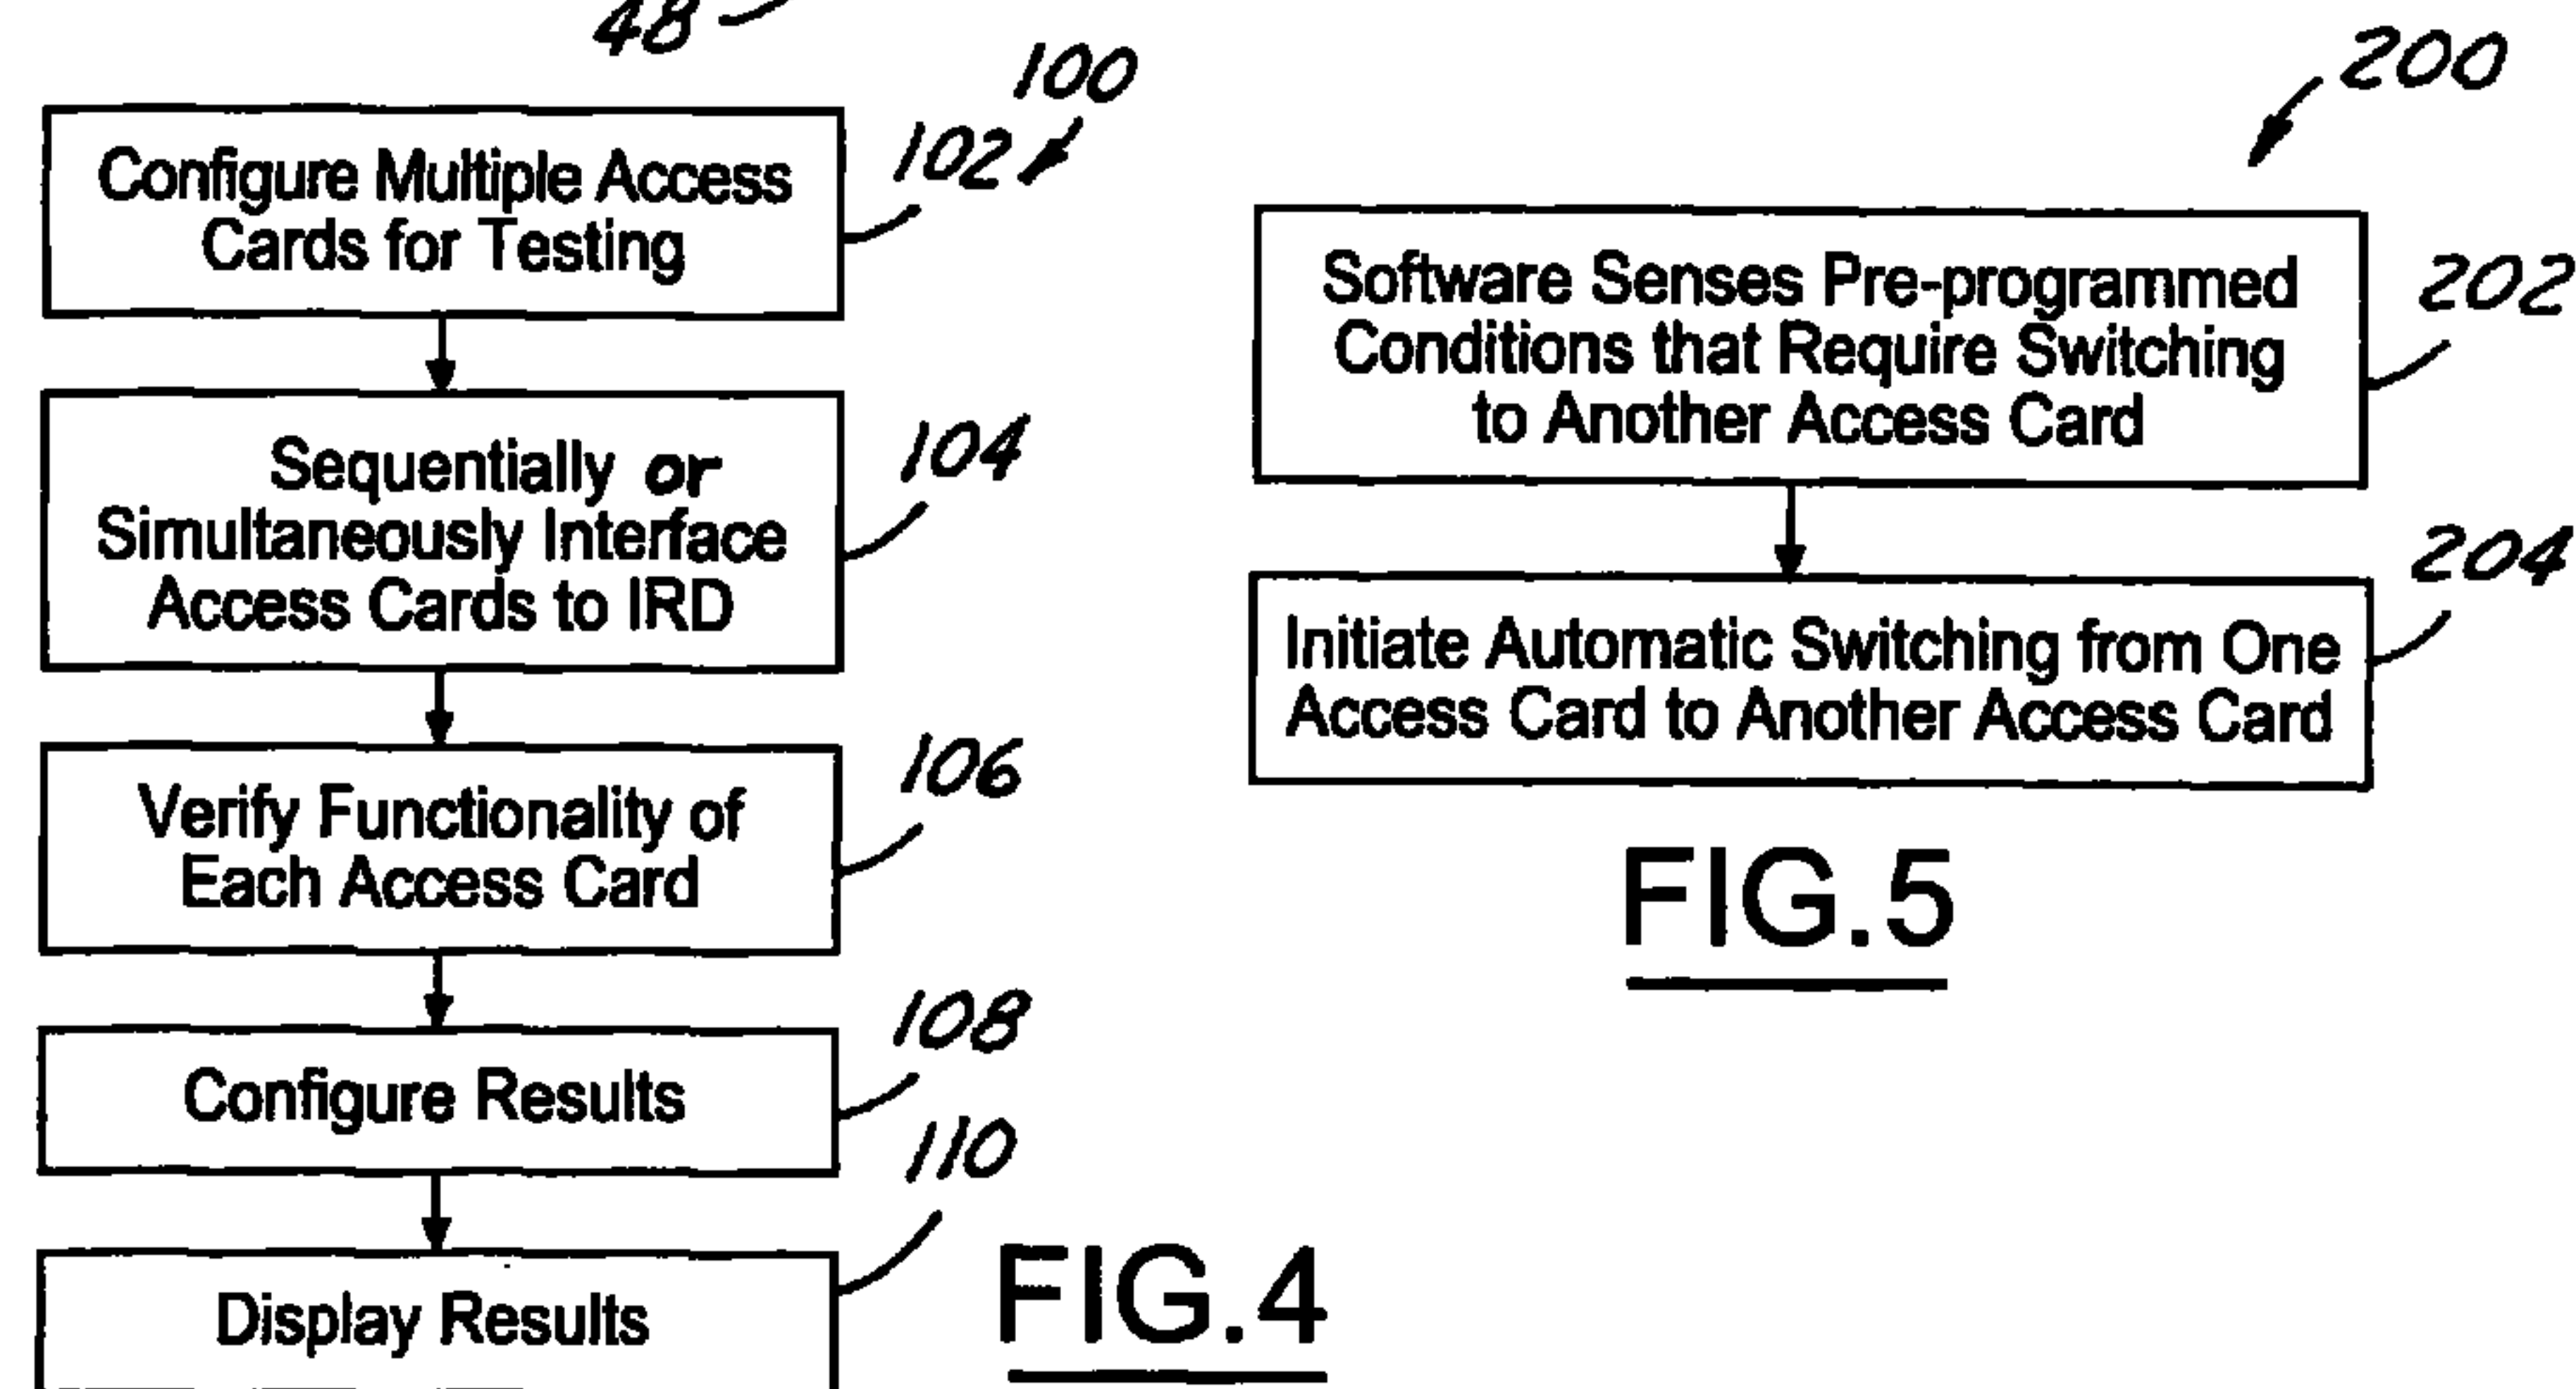 48
100
102
Configure Multiple Access
Cards for Testing
104
Sequentially or
Simultaneously Interface
Access Cards to IRD
106
Verify Functionality of
Each Access Card
108
Configure Results
110
Display Results
FIG.4
200
202
Software Senses Pre-programmed
Conditions that Require Switching
to Another Access Card
204
Initiate Automatic Switching from One
Access Card to Another Access Card
FIG.5